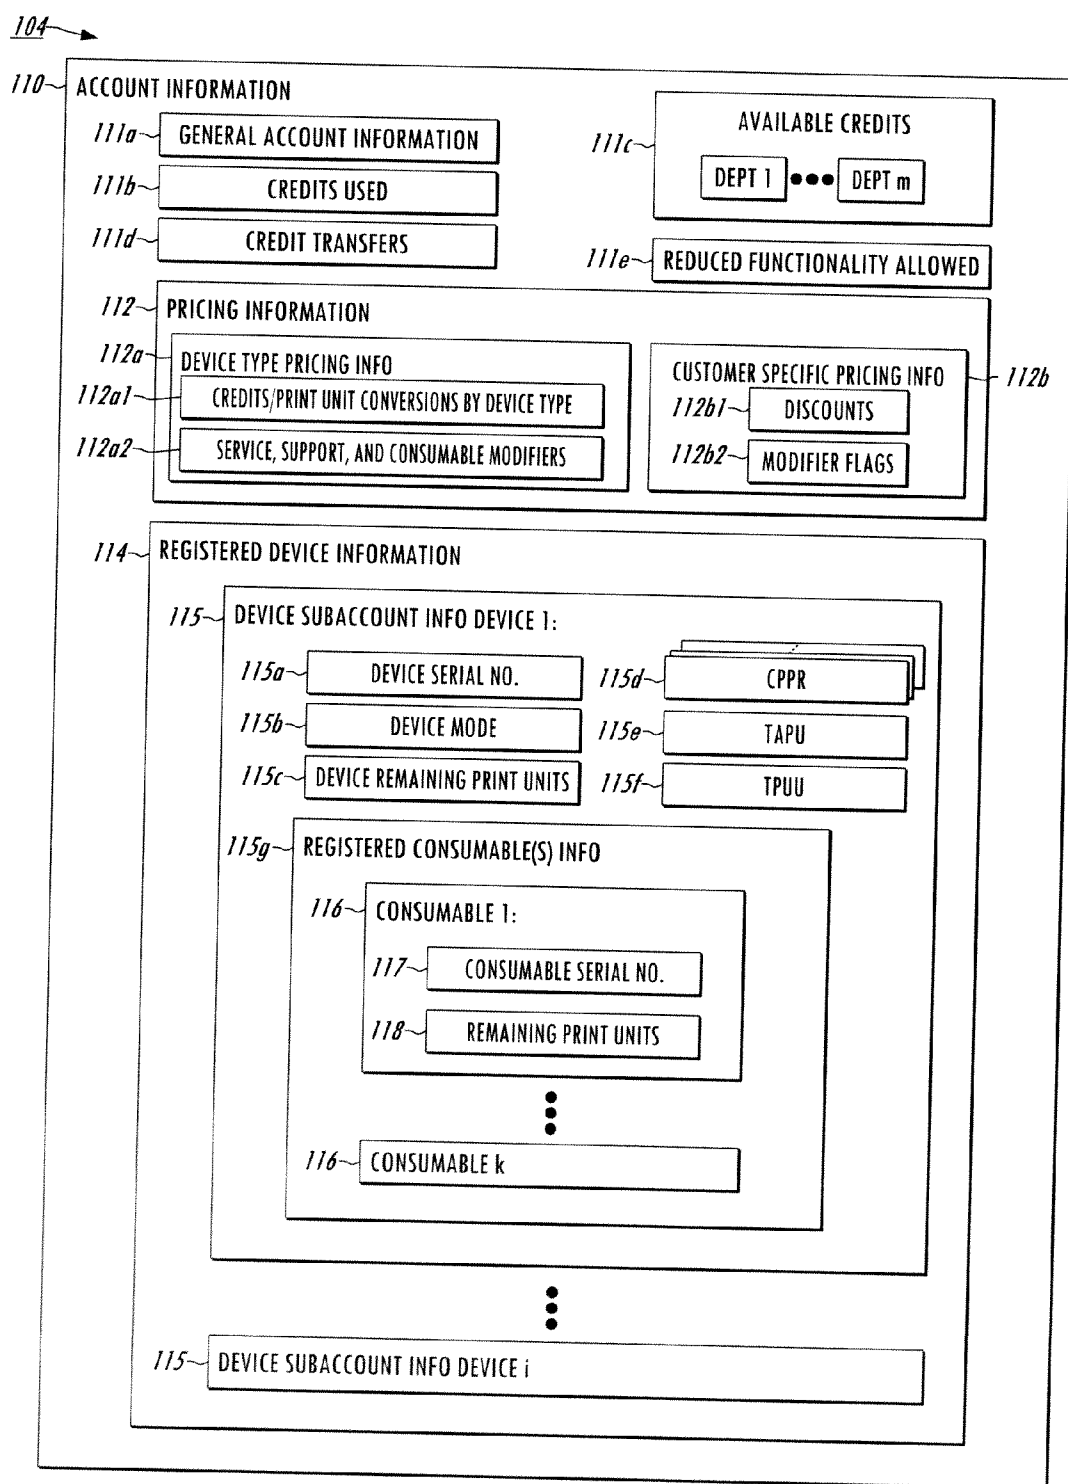 104
110 ACCOUNT INFORMATION
111a GENERAL ACCOUNT INFORMATION
111b CREDITS USED
111d CREDIT TRANSFERS
111c AVAILABLE CREDITS
DEPT 1 ●●● DEPT m
111e REDUCED FUNCTIONALITY ALLOWED
112 PRICING INFORMATION
112a DEVICE TYPE PRICING INFO
112a1 CREDITS/PRINT UNIT CONVERSIONS BY DEVICE TYPE
112a2 SERVICE, SUPPORT, AND CONSUMABLE MODIFIERS
CUSTOMER SPECIFIC PRICING INFO 112b
112b1 DISCOUNTS
112b2 MODIFIER FLAGS
114 REGISTERED DEVICE INFORMATION
115 DEVICE SUBACCOUNT INFO DEVICE 1:
115a DEVICE SERIAL NO.
115b DEVICE MODE
115c DEVICE REMAINING PRINT UNITS
115d CPPR
115e TAPU
115f TPUU
115g REGISTERED CONSUMABLE(S) INFO
116 CONSUMABLE 1:
117 CONSUMABLE SERIAL NO.
118 REMAINING PRINT UNITS
116 CONSUMABLE k
115 DEVICE SUBACCOUNT INFO DEVICE i